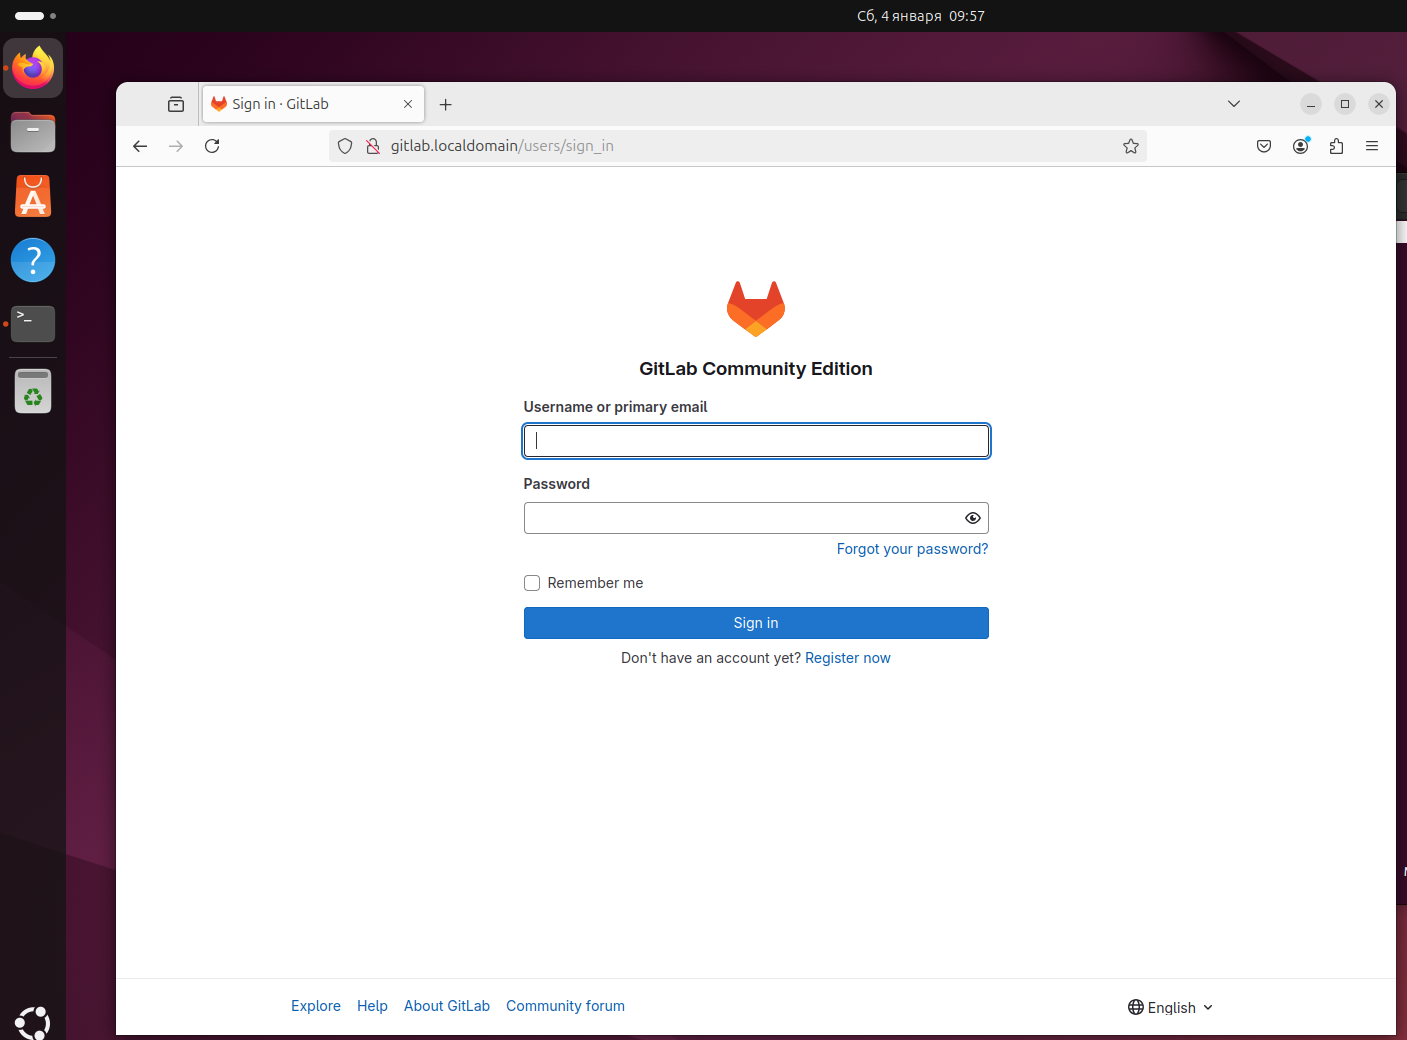 Сб, 4 января 09:57
Sign in · GitLab
gitlab.localdomain/users/sign_in
GitLab Community Edition
Username or primary email
Password
Forgot your password?
Remember me
Sign in
Don't have an account yet? Register now
Explore Help About GitLab Community forum
English